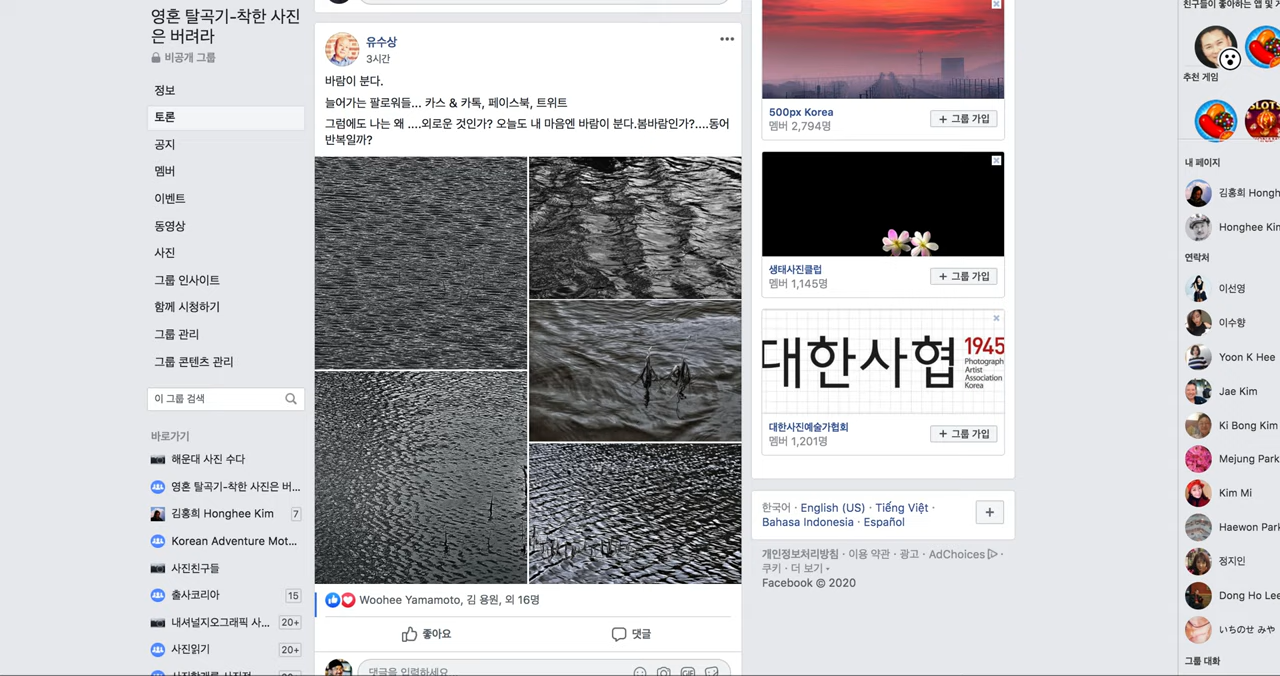 영혼 탈곡기-착한 사진
은 버려라
비공개 그룹
정보
토론
공지
멤버
이벤트
동영상
사진
그룹 인사이트
함께 시청하기
그룹 관리
그룹 콘텐츠 관리
이 그룹 검색
바로가기
해운대 사진 수다
영혼 탈곡기-착한 사진은 버...
김홍희 Honghee Kim 7
Korean Adventure Mot...
사진친구들
출사코리아 15
내셔널지오그래픽 사... 20+
사진읽기 20+
유수상
3시간
바람이 분다.
늘어가는 팔로워들... 카스 & 카톡, 페이스북, 트위트
그럼에도 나는 왜 ....외로운 것인가? 오늘도 내 마음엔 바람이 분다.봄바람인가?....동어
반복일까?
Woohee Yamamoto, 김 용원, 외 16명
좋아요 댓글
댓글을 입력하세요...
500px Korea
멤버 2,794명
+ 그룹 가입
생태사진클럽
멤버 1,145명
+ 그룹 가입
대한사협
1945
Photograph
Artist
Association
Korea
대한사진예술가협회
멤버 1,201명
+ 그룹 가입
한국어 · English (US) · Tiếng Việt ·
Bahasa Indonesia · Español
개인정보처리방침 · 이용 약관 · 광고 · AdChoices ·
쿠키 · 더 보기
Facebook © 2020
친구들이 좋아하는 앱 및 
추천 게임
SLOTS
내 페이지
김홍희 Hongh
Honghee Kim
연락처
이선영
이수향
Yoon K Hee
Jae Kim
Ki Bong Kim
Mejung Park
Kim Mi
Haewon Park
정지인
Dong Ho Lee
いちのせ みや
그룹 대화